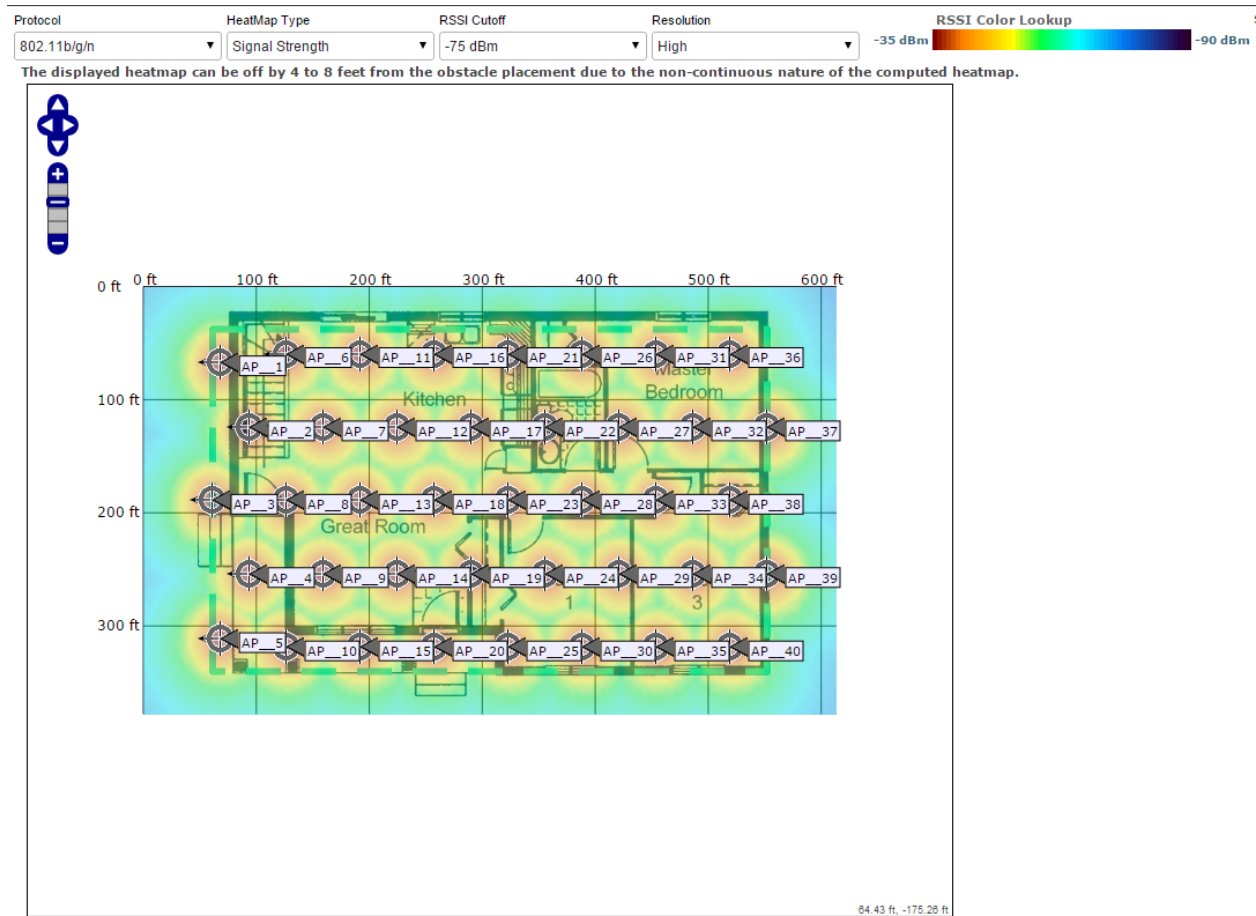 Protocol HeatMap Type RSSI Cutoff Resolution RSSI Color Lookup
802.11b/g/n Signal Strength -75 dBm High -35 dBm -90 dBm
The displayed heatmap can be off by 4 to 8 feet from the obstacle placement due to the non-continuous nature of the computed heatmap.
0 ft 0 ft 100 ft 200 ft 300 ft 400 ft 500 ft 600 ft
AP__1 AP__6 AP__11 AP__16 AP__21 AP__26 AP__31 AP__36
Master
Kitchen Bedroom
100 ft
AP__2 AP__7 AP__12 AP__17 AP__22 AP__27 AP__32 AP__37
AP__3 AP__8 AP__13 AP__18 AP__23 AP__28 AP__33 AP__38
200 ft
Great Room
AP__4 AP__9 AP__14 AP__19 AP__24 AP__29 AP__34 AP__39
1 3
300 ft
AP__5 AP__10 AP__15 AP__20 AP__25 AP__30 AP__35 AP__40
64.43 ft, -175.26 ft